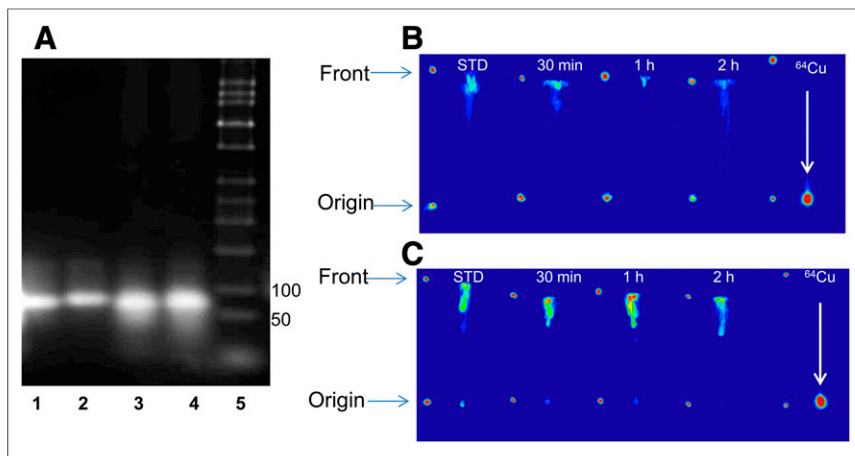 A
100
50
1 2 3 4 5
B
Front
STD 30 min 1 h 2 h ⁶⁴Cu
Origin
C
Front
STD 30 min 1 h 2 h ⁶⁴Cu
Origin